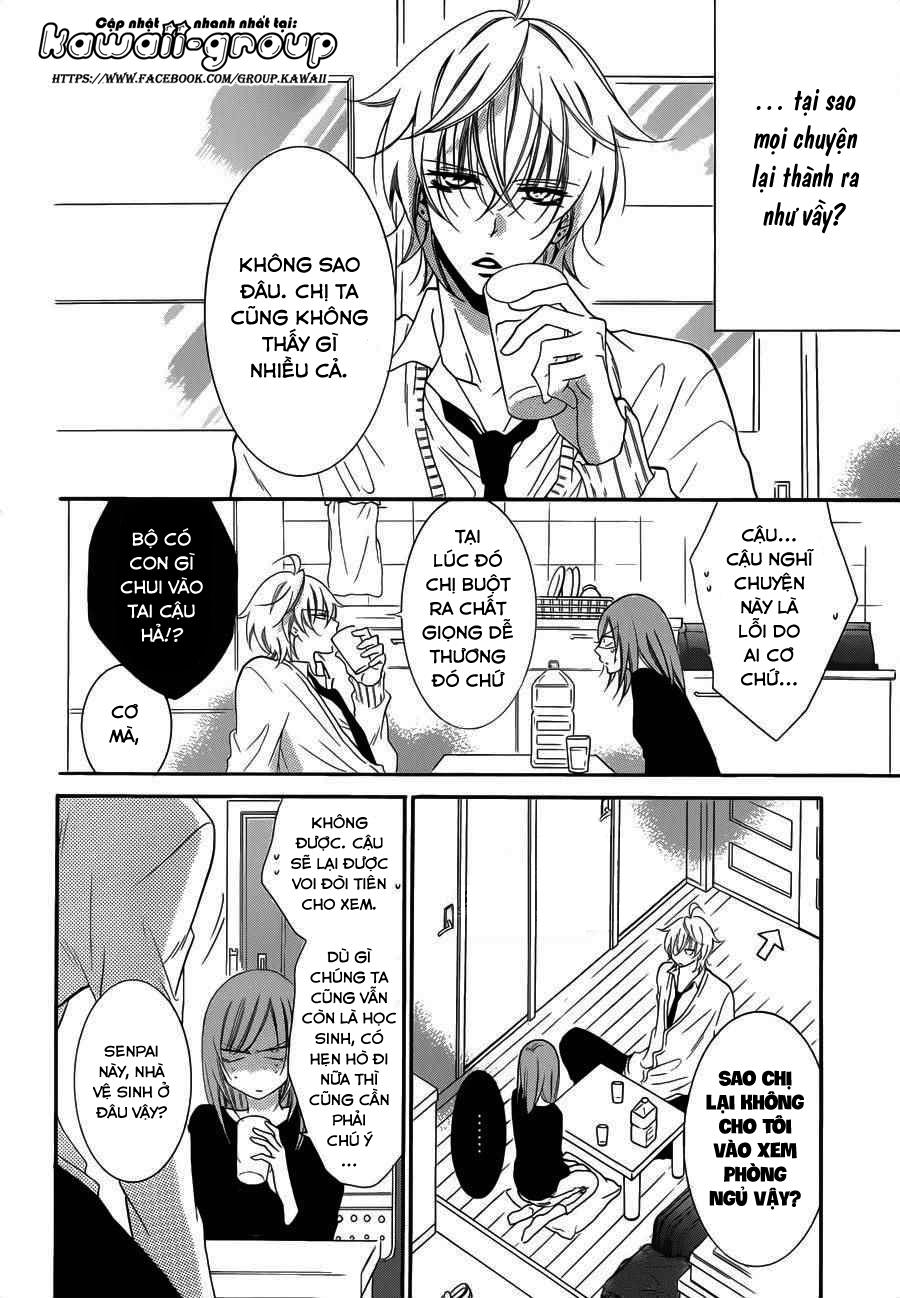 Cập nhật nhanh nhất tại:
kawaii-group
HTTPS://WWW.FACEBOOK.COM/GROUP.KAWAII
... tại sao
mọi chuyện
lại thành ra
như vầy?
KHÔNG SAO
ĐÂU. CHỊ TA
CŨNG KHÔNG
THẤY GÌ
NHIỀU CẢ.
CẬU...
CẬU NGHĨ
CHUYỆN
NÀY LÀ
LỖI DO
AI CƠ
CHỨ...
TẠI
LÚC ĐÓ
CHỊ BUỘT
RA CHẤT
GIỌNG DỄ
THƯƠNG
ĐÓ CHỨ
BỘ CÓ
CON GÌ
CHUI VÀO
TAI CẬU
HẢ!?
CƠ
MÀ,
SAO CHỊ
LẠI KHÔNG
CHO TÔI
VÀO XEM
PHÒNG
NGỦ VẬY?
......
KHÔNG
ĐƯỢC. CẬU
SẼ LẠI ĐƯỢC
VOI ĐÒI TIÊN
CHO XEM.
DÙ GÌ
CHÚNG TA
CŨNG VẪN
CÒN LÀ HỌC
SINH, CÓ
HẸN HÒ ĐI
NỮA THÌ
CŨNG CẦN
PHẢI
CHÚ Ý
...
SENPAI
NÀY, NHÀ
VỆ SINH Ở
ĐÂU VẬY?